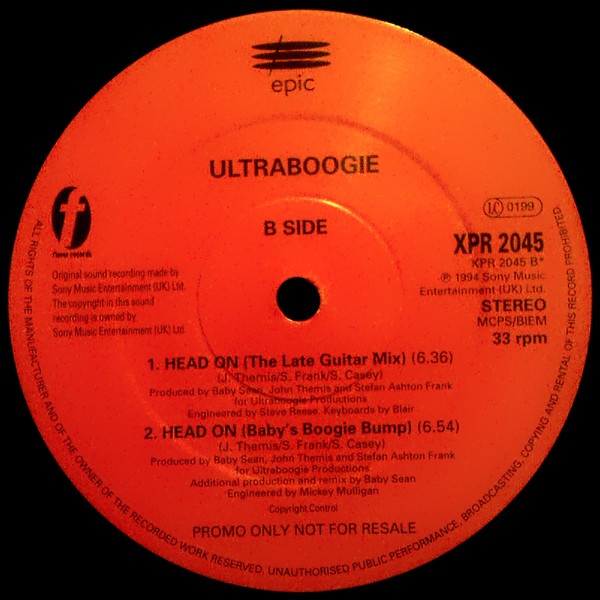 epic
ULTRABOOGIE
B SIDE
LC 0199
f
XPR 2045
XPR 2045 B*
℗ 1994 Sony Music
Entertainment (UK) Ltd.
STEREO
MCPS/BIEM
33 rpm
Original sound recording made by
Sony Music Entertainment (UK) Ltd.
The copyright in this sound
recording is owned by
Sony Music Entertainment (UK) Ltd.
1. HEAD ON (The Late Guitar Mix) (6.36)
(J. Themis/S. Frank/S. Casey)
Produced by Baby Sean, John Themis and Stefan Ashton Frank
for Ultraboogie Productions
Engineered by Steve Reese, Keyboards by Blair
2. HEAD ON (Baby's Boogie Bump) (6.54)
(J. Themis/S. Frank/S. Casey)
Produced by Baby Sean, John Themis and Stefan Ashton Frank
for Ultraboogie Productions
Additional production and remix by Baby Sean
Engineered by Mickey Mulligan
Copyright Control
PROMO ONLY NOT FOR RESALE
ALL RIGHTS OF THE MANUFACTURER AND OF THE OWNER OF THE RECORDED WORK RESERVED. UNAUTHORISED PUBLIC PERFORMANCE, BROADCASTING, COPYING AND RENTAL OF THIS RECORD PROHIBITED.